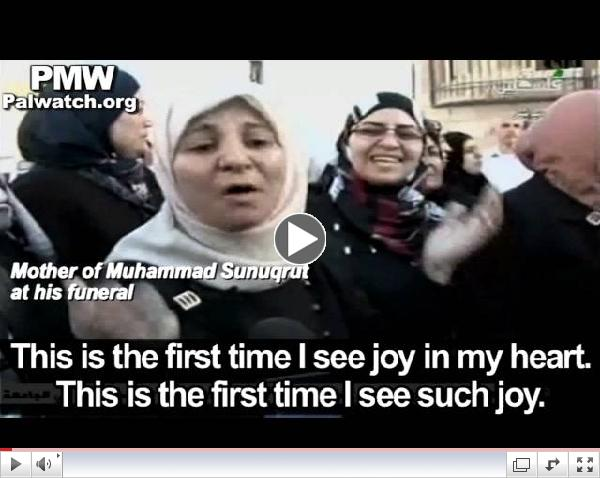 PMW
Palwatch.org
فلسطين
Mother of Muhammad Sunuqrut
at his funeral
This is the first time I see joy in my heart.
This is the first time I see such joy.